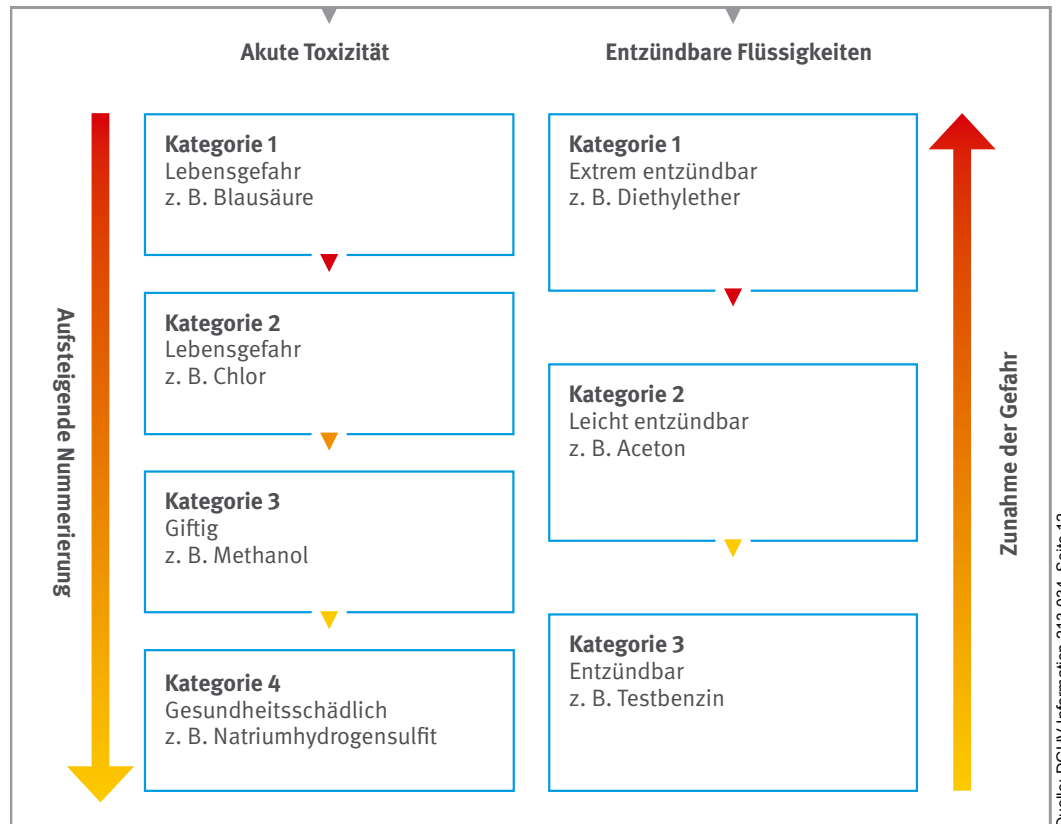 Akute Toxizität
Entzündbare Flüssigkeiten
Aufsteigende Nummerierung
Kategorie 1
Lebensgefahr
z. B. Blausäure
Kategorie 2
Lebensgefahr
z. B. Chlor
Kategorie 3
Giftig
z. B. Methanol
Kategorie 4
Gesundheitsschädlich
z. B. Natriumhydrogensulfit
Kategorie 1
Extrem entzündbar
z. B. Diethylether
Kategorie 2
Leicht entzündbar
z. B. Aceton
Kategorie 3
Entzündbar
z. B. Testbenzin
Zunahme der Gefahr